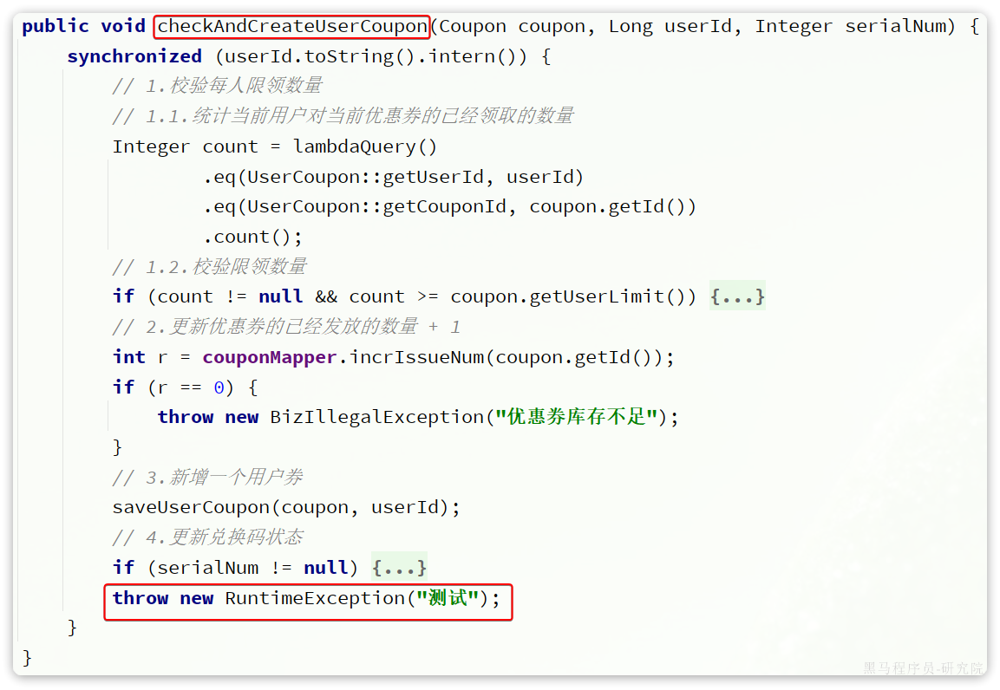 public void checkAndCreateUserCoupon(Coupon coupon, Long userId, Integer serialNum) {
    synchronized (userId.toString().intern()) {
        // 1.校验每人限领数量
        // 1.1.统计当前用户对当前优惠券的已经领取的数量
        Integer count = lambdaQuery()
                .eq(UserCoupon::getUserId, userId)
                .eq(UserCoupon::getCouponId, coupon.getId())
                .count();
        // 1.2.校验限领数量
        if (count != null && count >= coupon.getUserLimit()) {...}
        // 2.更新优惠券的已经发放的数量 + 1
        int r = couponMapper.incrIssueNum(coupon.getId());
        if (r == 0) {
            throw new BizIllegalException("优惠券库存不足");
        }
        // 3.新增一个用户券
        saveUserCoupon(coupon, userId);
        // 4.更新兑换码状态
        if (serialNum != null) {...}
        throw new RuntimeException("测试");
    }
}
黑马程序员-研究院